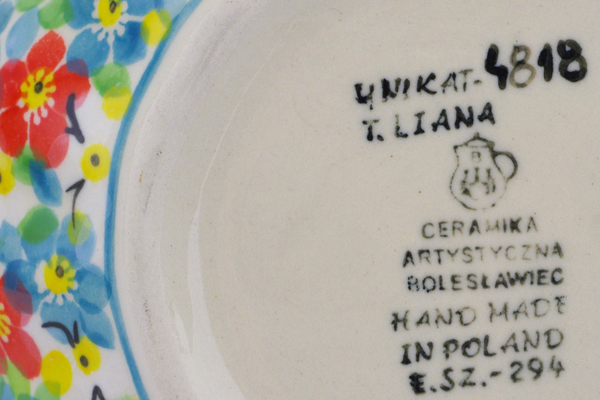 UNIKAT-4818
T. LIANA
CERAMIKA
ARTYSTYCZNA
BOLESŁAWIEC
HAND MADE
IN POLAND
E.SZ.-294